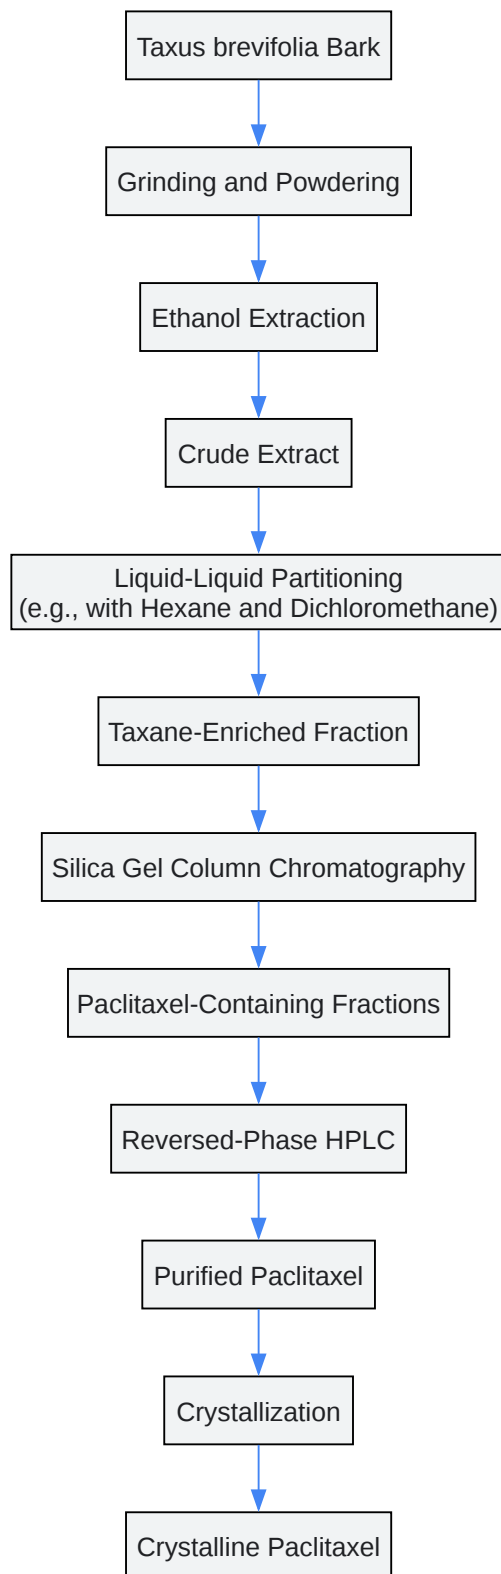 Taxus brevifolia Bark
Grinding and Powdering
Ethanol Extraction
Crude Extract
Liquid-Liquid Partitioning
(e.g., with Hexane and Dichloromethane)
Taxane-Enriched Fraction
Silica Gel Column Chromatography
Paclitaxel-Containing Fractions
Reversed-Phase HPLC
Purified Paclitaxel
Crystallization
Crystalline Paclitaxel